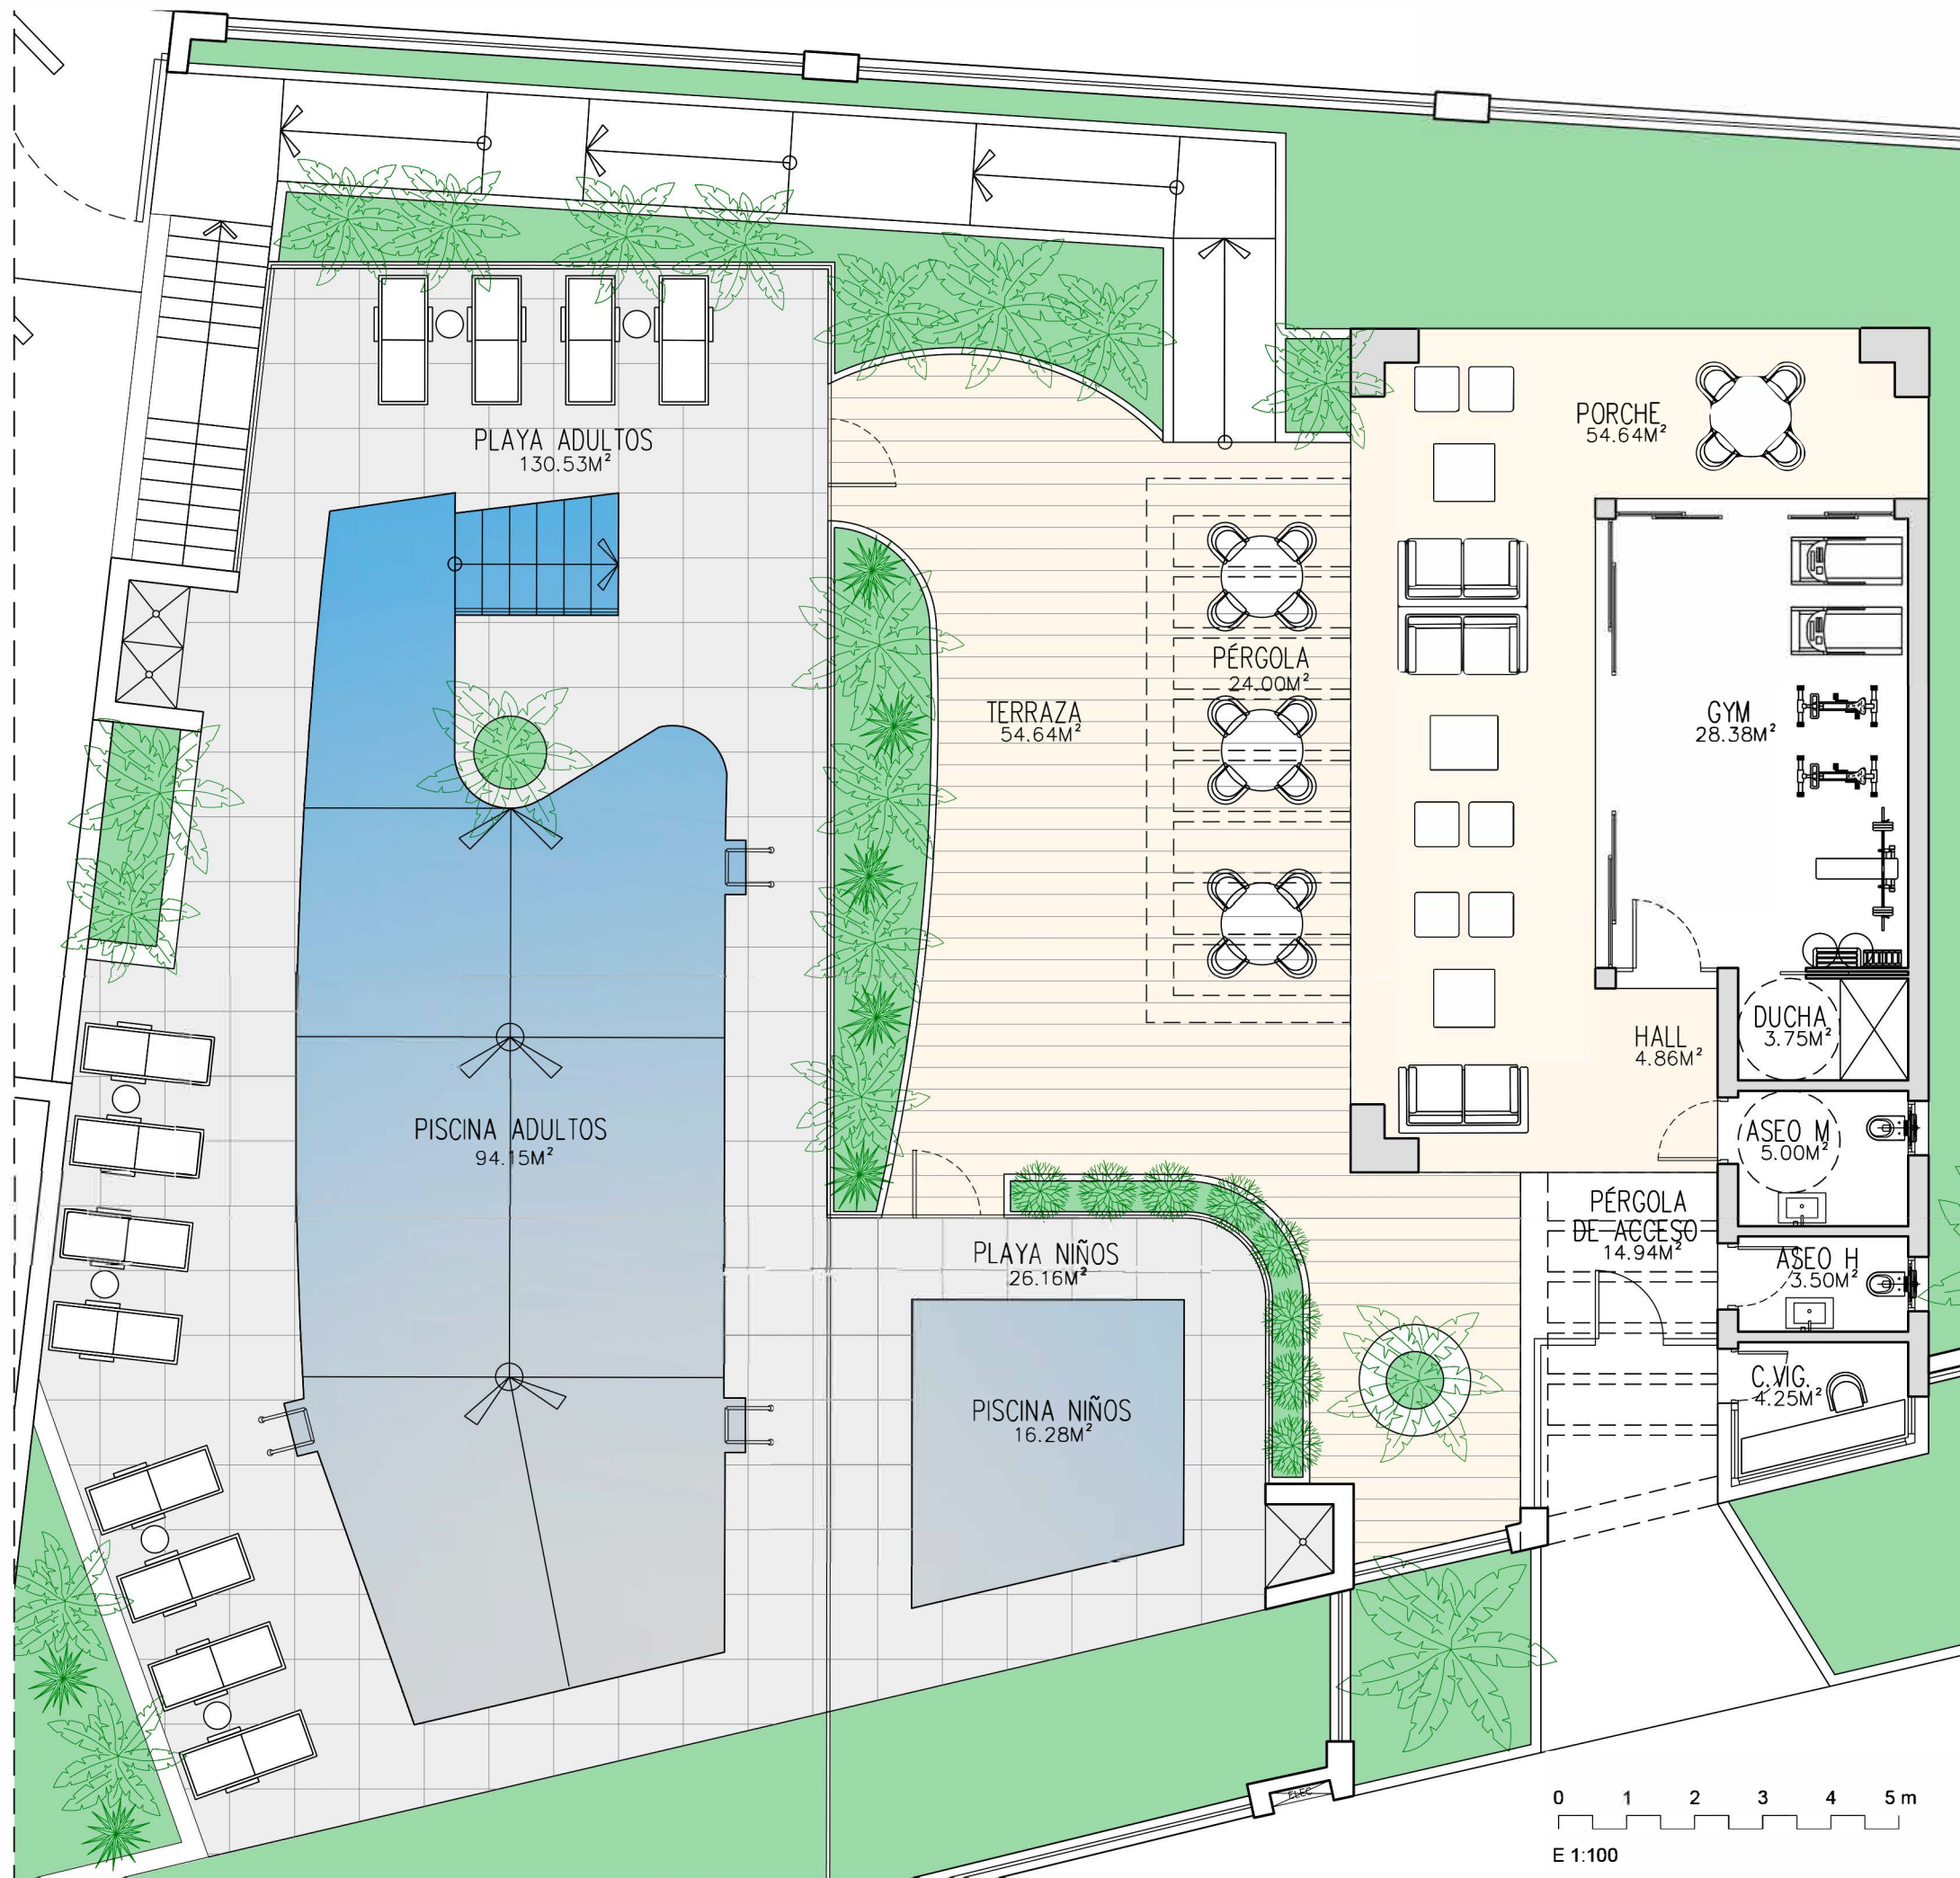 PLAYA ADULTOS
130.53M²
PORCHE
54.64M²
PÉRGOLA
24.00M²
TERRAZA
54.64M²
GYM
28.38M²
DUCHA
3.75M²
HALL
4.86M²
PISCINA ADULTOS
94.15M²
ASEO M
5.00M²
PÉRGOLA
DE ACCESO
14.94M²
PLAYA NIÑOS
26.16M²
ASEO H
3.50M²
C.VIG.
4.25M²
PISCINA NIÑOS
16.28M²
ELEC
0 1 2 3 4 5 m
E 1:100